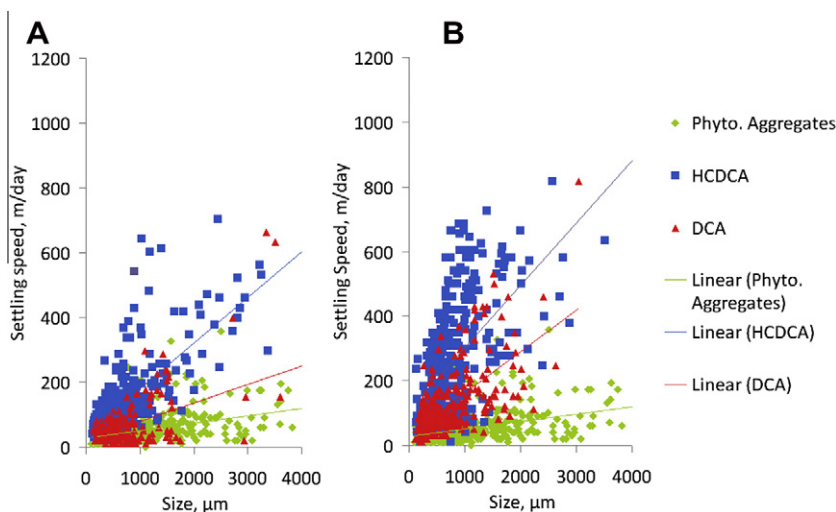 A
Settling speed, m/day
1200
1000
800
600
400
200
0
0 1000 2000 3000 4000
Size, µm
B
Settling speed, m/day
1200
1000
800
600
400
200
0
0 1000 2000 3000 4000
Size, µm
Phyto. Aggregates
HCDCA
DCA
Linear (Phyto.
Aggregates)
Linear (HCDCA)
Linear (DCA)